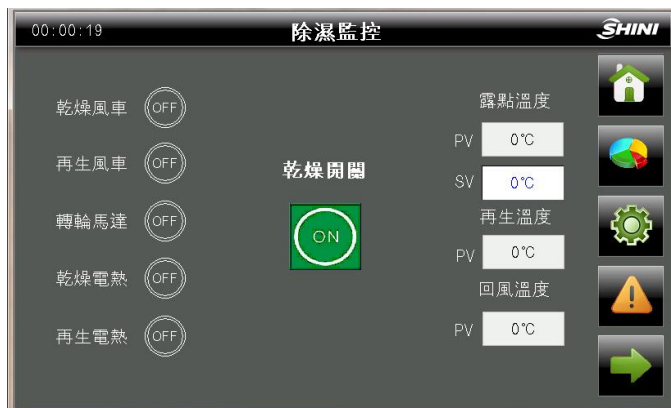 00:00:19
除濕監控
SHINI
乾燥風車 OFF
再生風車 OFF
轉輪馬達 OFF
乾燥電熱 OFF
再生電熱 OFF
乾燥開關
ON
露點溫度
PV 0℃
SV 0℃
再生溫度
PV 0℃
回風溫度
PV 0℃